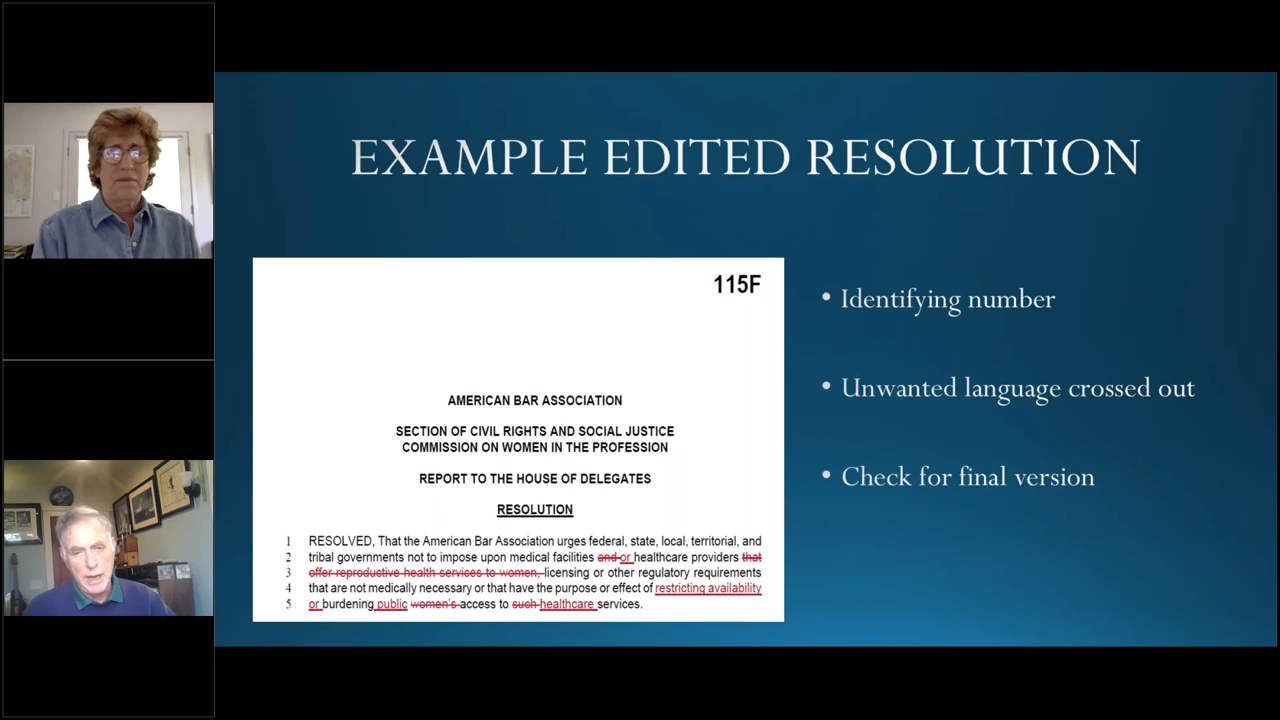 EXAMPLE EDITED RESOLUTION
115F
AMERICAN BAR ASSOCIATION
SECTION OF CIVIL RIGHTS AND SOCIAL JUSTICE
COMMISSION ON WOMEN IN THE PROFESSION
REPORT TO THE HOUSE OF DELEGATES
RESOLUTION
1 RESOLVED, That the American Bar Association urges federal, state, local, territorial, and
2 tribal governments not to impose upon medical facilities and or healthcare providers that
3 offer reproductive health services to women, licensing or other regulatory requirements
4 that are not medically necessary or that have the purpose or effect of restricting availability
5 or burdening public women's access to such healthcare services.
• Identifying number
• Unwanted language crossed out
• Check for final version